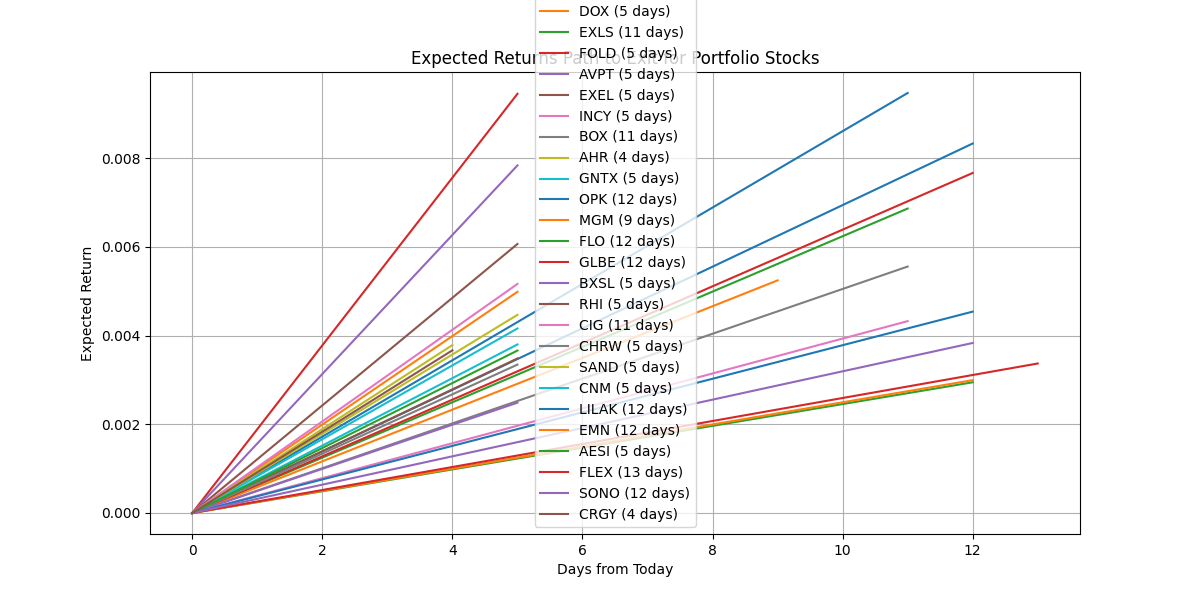 DOX (5 days)
EXLS (11 days)
FOLD (5 days)
Expected Returns Path to Exit for Portfolio Stocks
AVPT (5 days)
EXEL (5 days)
INCY (5 days)
BOX (11 days)
AHR (4 days)
GNTX (5 days)
OPK (12 days)
MGM (9 days)
FLO (12 days)
GLBE (12 days)
BXSL (5 days)
RHI (5 days)
CIG (11 days)
CHRW (5 days)
SAND (5 days)
CNM (5 days)
LILAK (12 days)
EMN (12 days)
AESI (5 days)
FLEX (13 days)
SONO (12 days)
CRGY (4 days)
Expected Return
0.008
0.006
0.004
0.002
0.000
0 2 4 6 8 10 12
Days from Today